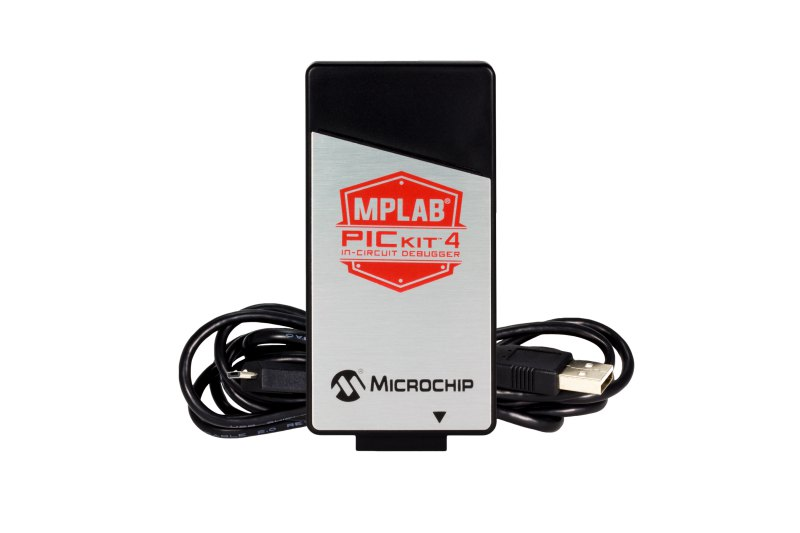 MPLAB®
PICKIT™ 4
IN-CIRCUIT DEBUGGER
MICROCHIP